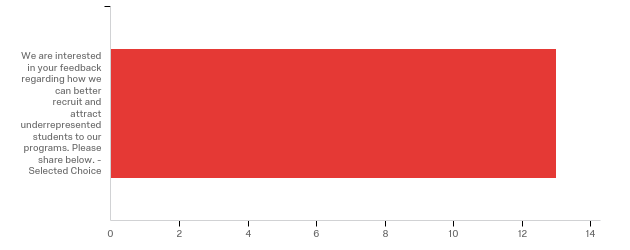 We are interested
in your feedback
regarding how we
can better
recruit and
attract
underrepresented
students to our
programs. Please
share below. -
Selected Choice
0 2 4 6 8 10 12 14